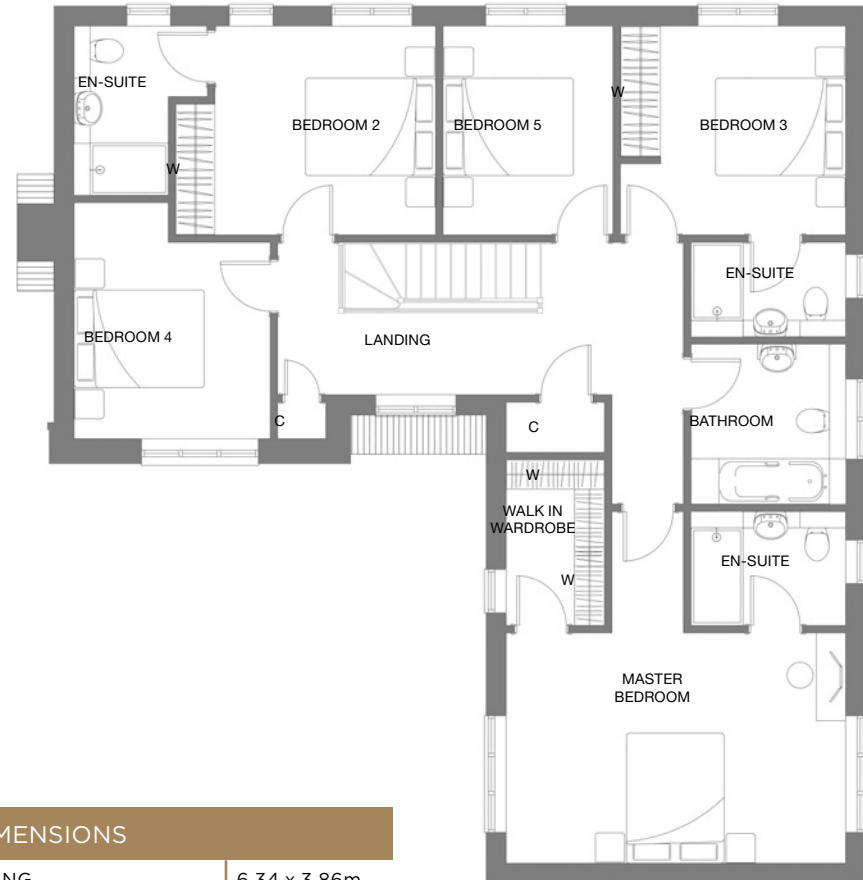 EN-SUITE
BEDROOM 2
BEDROOM 5
W
BEDROOM 3
W
EN-SUITE
BEDROOM 4
LANDING
C
C
BATHROOM
W
WALK IN
WARDROBE
W
EN-SUITE
MASTER
BEDROOM
MENSIONS
6.34 x 3.86m